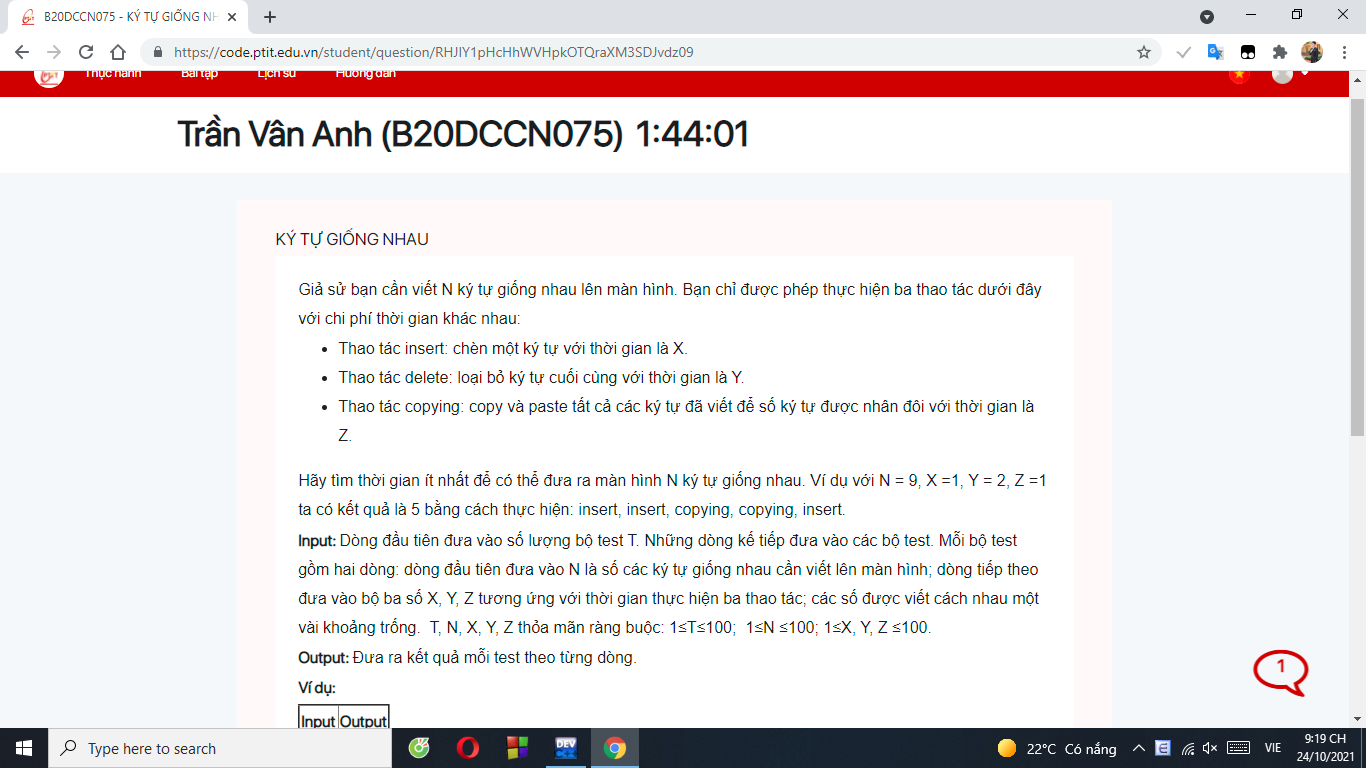 B20DCCN075 - KÝ TỰ GIỐNG NH
https://code.ptit.edu.vn/student/question/RHJIY1pHcHhWVHpkOTQraXM3SDJvdz09
Thực hành Bài tập Lịch sử Hướng dẫn
Trần Vân Anh (B20DCCN075) 1:44:01
KÝ TỰ GIỐNG NHAU
Giả sử bạn cần viết N ký tự giống nhau lên màn hình. Bạn chỉ được phép thực hiện ba thao tác dưới đây
với chi phí thời gian khác nhau:
Thao tác insert: chèn một ký tự với thời gian là X.
Thao tác delete: loại bỏ ký tự cuối cùng với thời gian là Y.
Thao tác copying: copy và paste tất cả các ký tự đã viết để số ký tự được nhân đôi với thời gian là
Z.
Hãy tìm thời gian ít nhất để có thể đưa ra màn hình N ký tự giống nhau. Ví dụ với N = 9, X =1, Y = 2, Z =1
ta có kết quả là 5 bằng cách thực hiện: insert, insert, copying, copying, insert.
Input: Dòng đầu tiên đưa vào số lượng bộ test T. Những dòng kế tiếp đưa vào các bộ test. Mỗi bộ test
gồm hai dòng: dòng đầu tiên đưa vào N là số các ký tự giống nhau cần viết lên màn hình; dòng tiếp theo
đưa vào bộ ba số X, Y, Z tương ứng với thời gian thực hiện ba thao tác; các số được viết cách nhau một
vài khoảng trống. T, N, X, Y, Z thỏa mãn ràng buộc: 1≤T≤100; 1≤N ≤100; 1≤X, Y, Z ≤100.
Output: Đưa ra kết quả mỗi test theo từng dòng.
Ví dụ:
Input Output
1
Type here to search
DEV
C++
22°C Có nắng
VIE
9:19 CH
24/10/2021